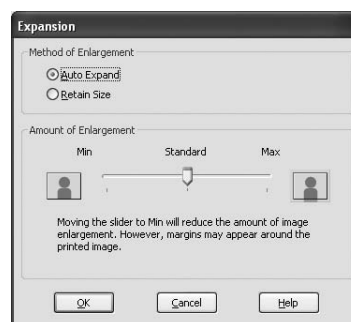 Expansion
Method of Enlargement
Auto Expand
Retain Size
Amount of Enlargement
Min Standard Max
Moving the slider to Min will reduce the amount of image
enlargement. However, margins may appear around the
printed image.
OK Cancel Help